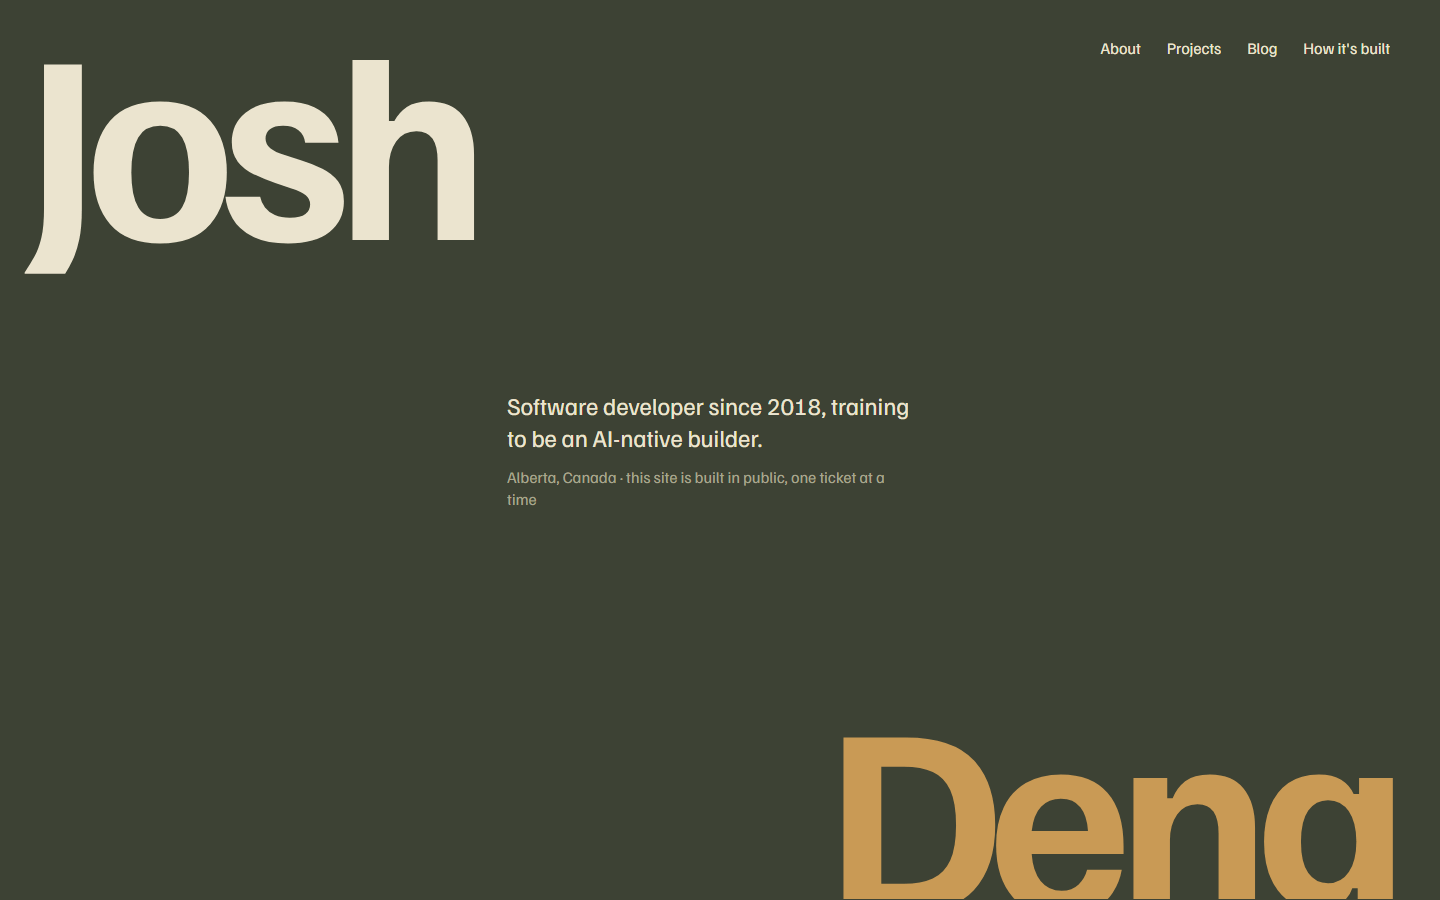 About Projects Blog How it's built
Josh
Software developer since 2018, training
to be an AI-native builder.
Alberta, Canada · this site is built in public, one ticket at a
time
Deng